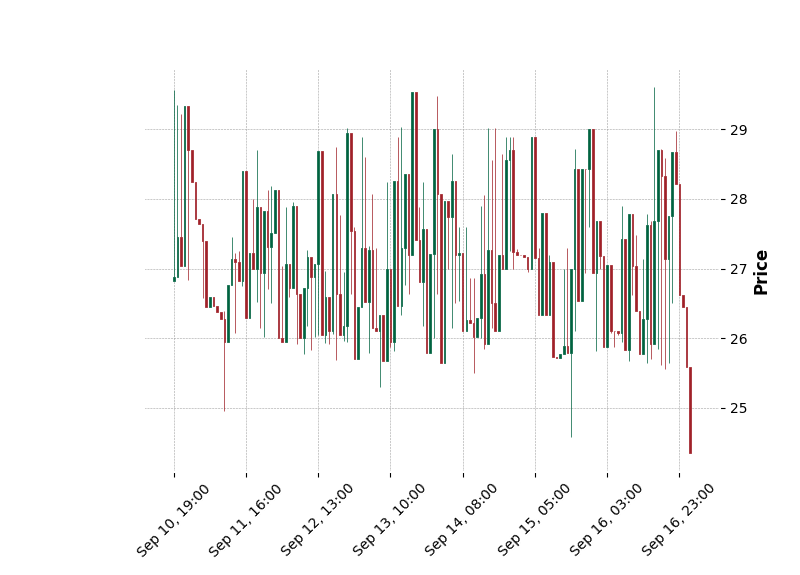 29
28
27
26
25
Price
Sep 10, 19:00
Sep 11, 16:00
Sep 12, 13:00
Sep 13, 10:00
Sep 14, 08:00
Sep 15, 05:00
Sep 16, 03:00
Sep 16, 23:00